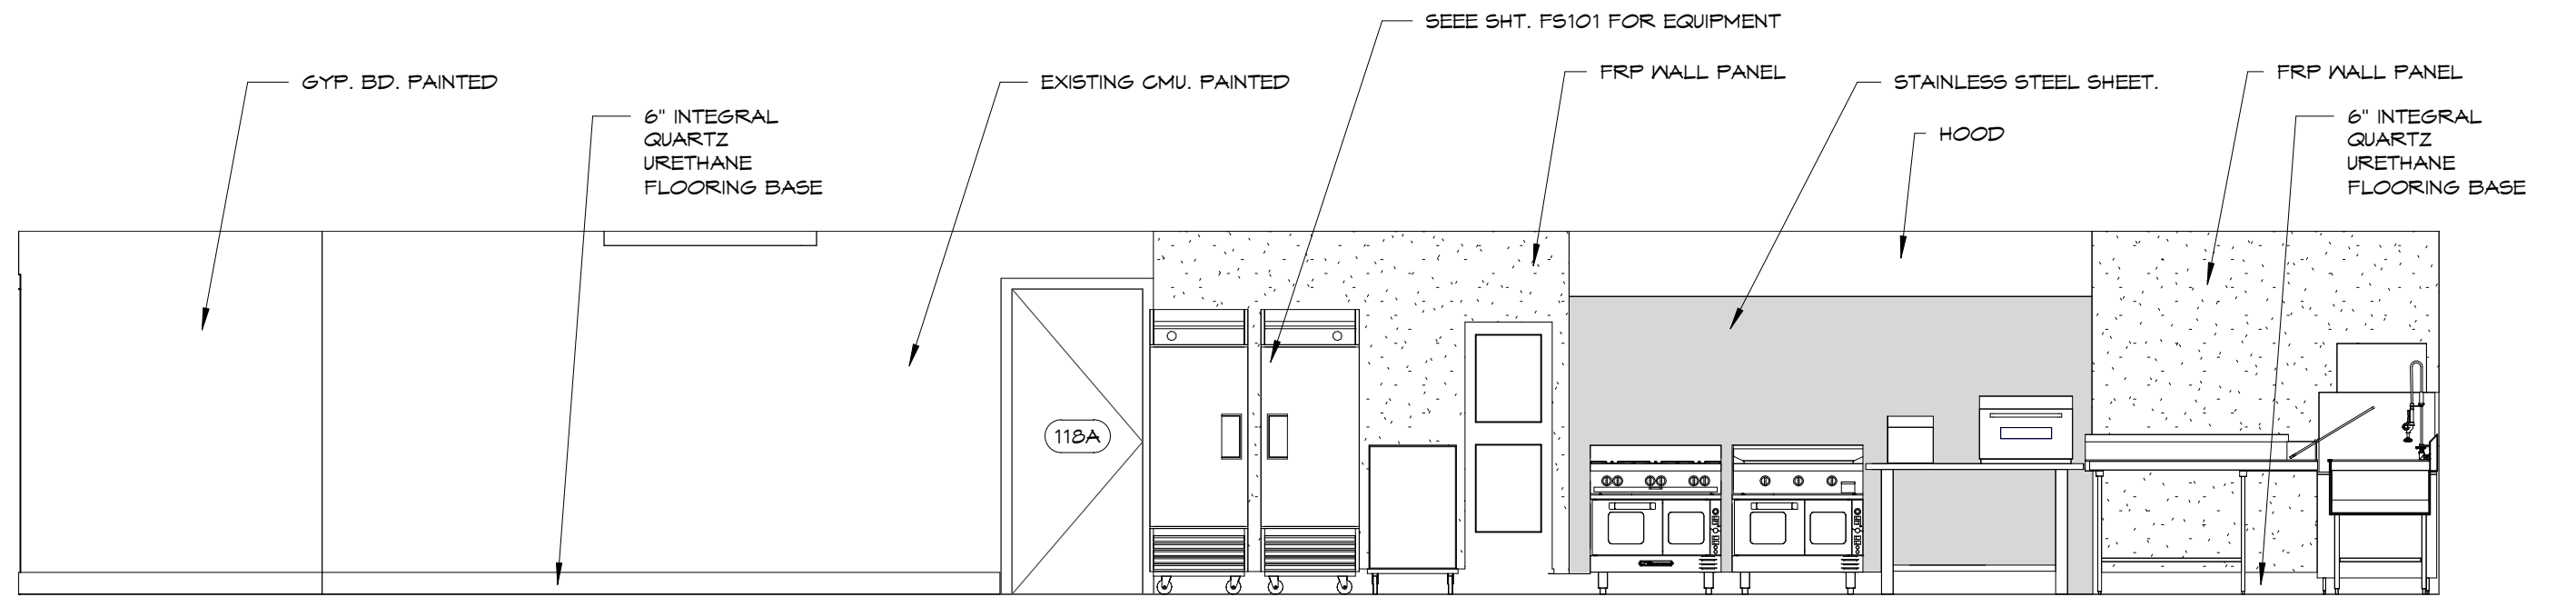 SEEE SHT. FS101 FOR EQUIPMENT
GYP. BD. PAINTED
EXISTING CMU. PAINTED
FRP WALL PANEL
STAINLESS STEEL SHEET.
FRP WALL PANEL
6" INTEGRAL
QUARTZ
URETHANE
FLOORING BASE
HOOD
6" INTEGRAL
QUARTZ
URETHANE
FLOORING BASE
118A